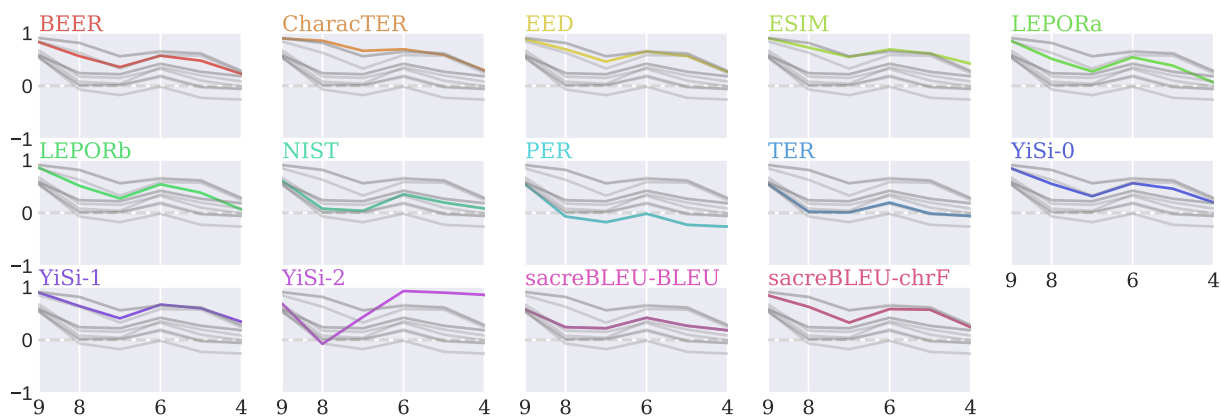 BEER CharacTER EED ESIM LEPORa
1
0
−1
LEPORb NIST PER TER YiSi-0
1
0
−1
9 8 6 4
YiSi-1 YiSi-2 sacreBLEU-BLEU sacreBLEU-chrF
1
0
−1
9 8 6 4 9 8 6 4 9 8 6 4 9 8 6 4